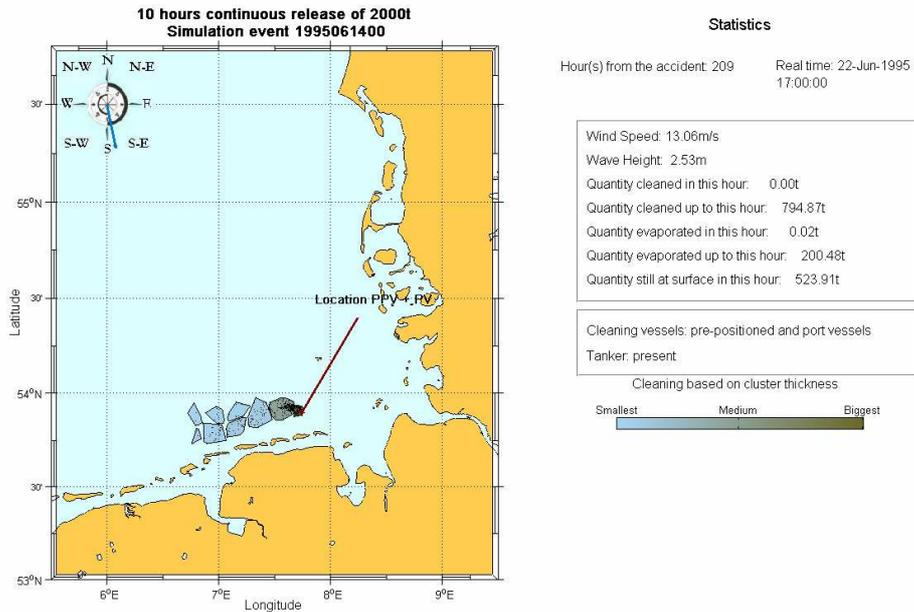 10 hours continuous release of 2000t
Simulation event 1995061400
N-W N N-E
W E
S-W S S-E
30'
55°N
30'
54°N
30'
53°N
Latitude
6°E 7°E 8°E 9°E
Longitude
Location PPV + PV
Statistics
Hour(s) from the accident: 209 Real time: 22-Jun-1995
17:00:00
Wind Speed: 13.06m/s
Wave Height: 2.53m
Quantity cleaned in this hour: 0.00t
Quantity cleaned up to this hour: 794.87t
Quantity evaporated in this hour: 0.02t
Quantity evaporated up to this hour: 200.48t
Quantity still at surface in this hour: 523.91t
Cleaning vessels: pre-positioned and port vessels
Tanker: present
Cleaning based on cluster thickness
Smallest Medium Biggest